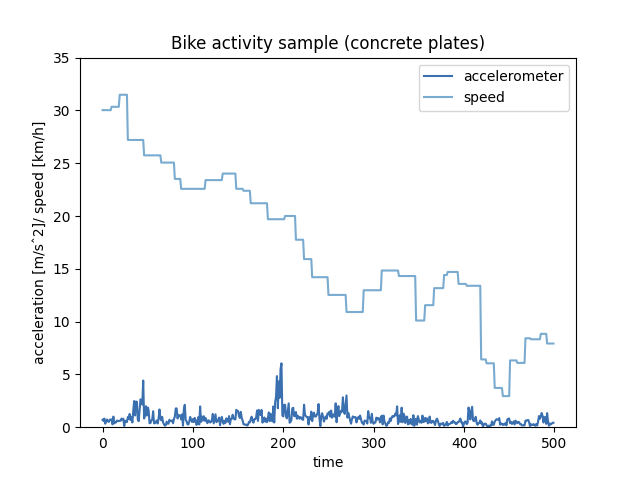 Bike activity sample (concrete plates)
accelerometer
speed
35
30
25
20
15
10
5
0
acceleration [m/s^2]/ speed [km/h]
0 100 200 300 400 500
time